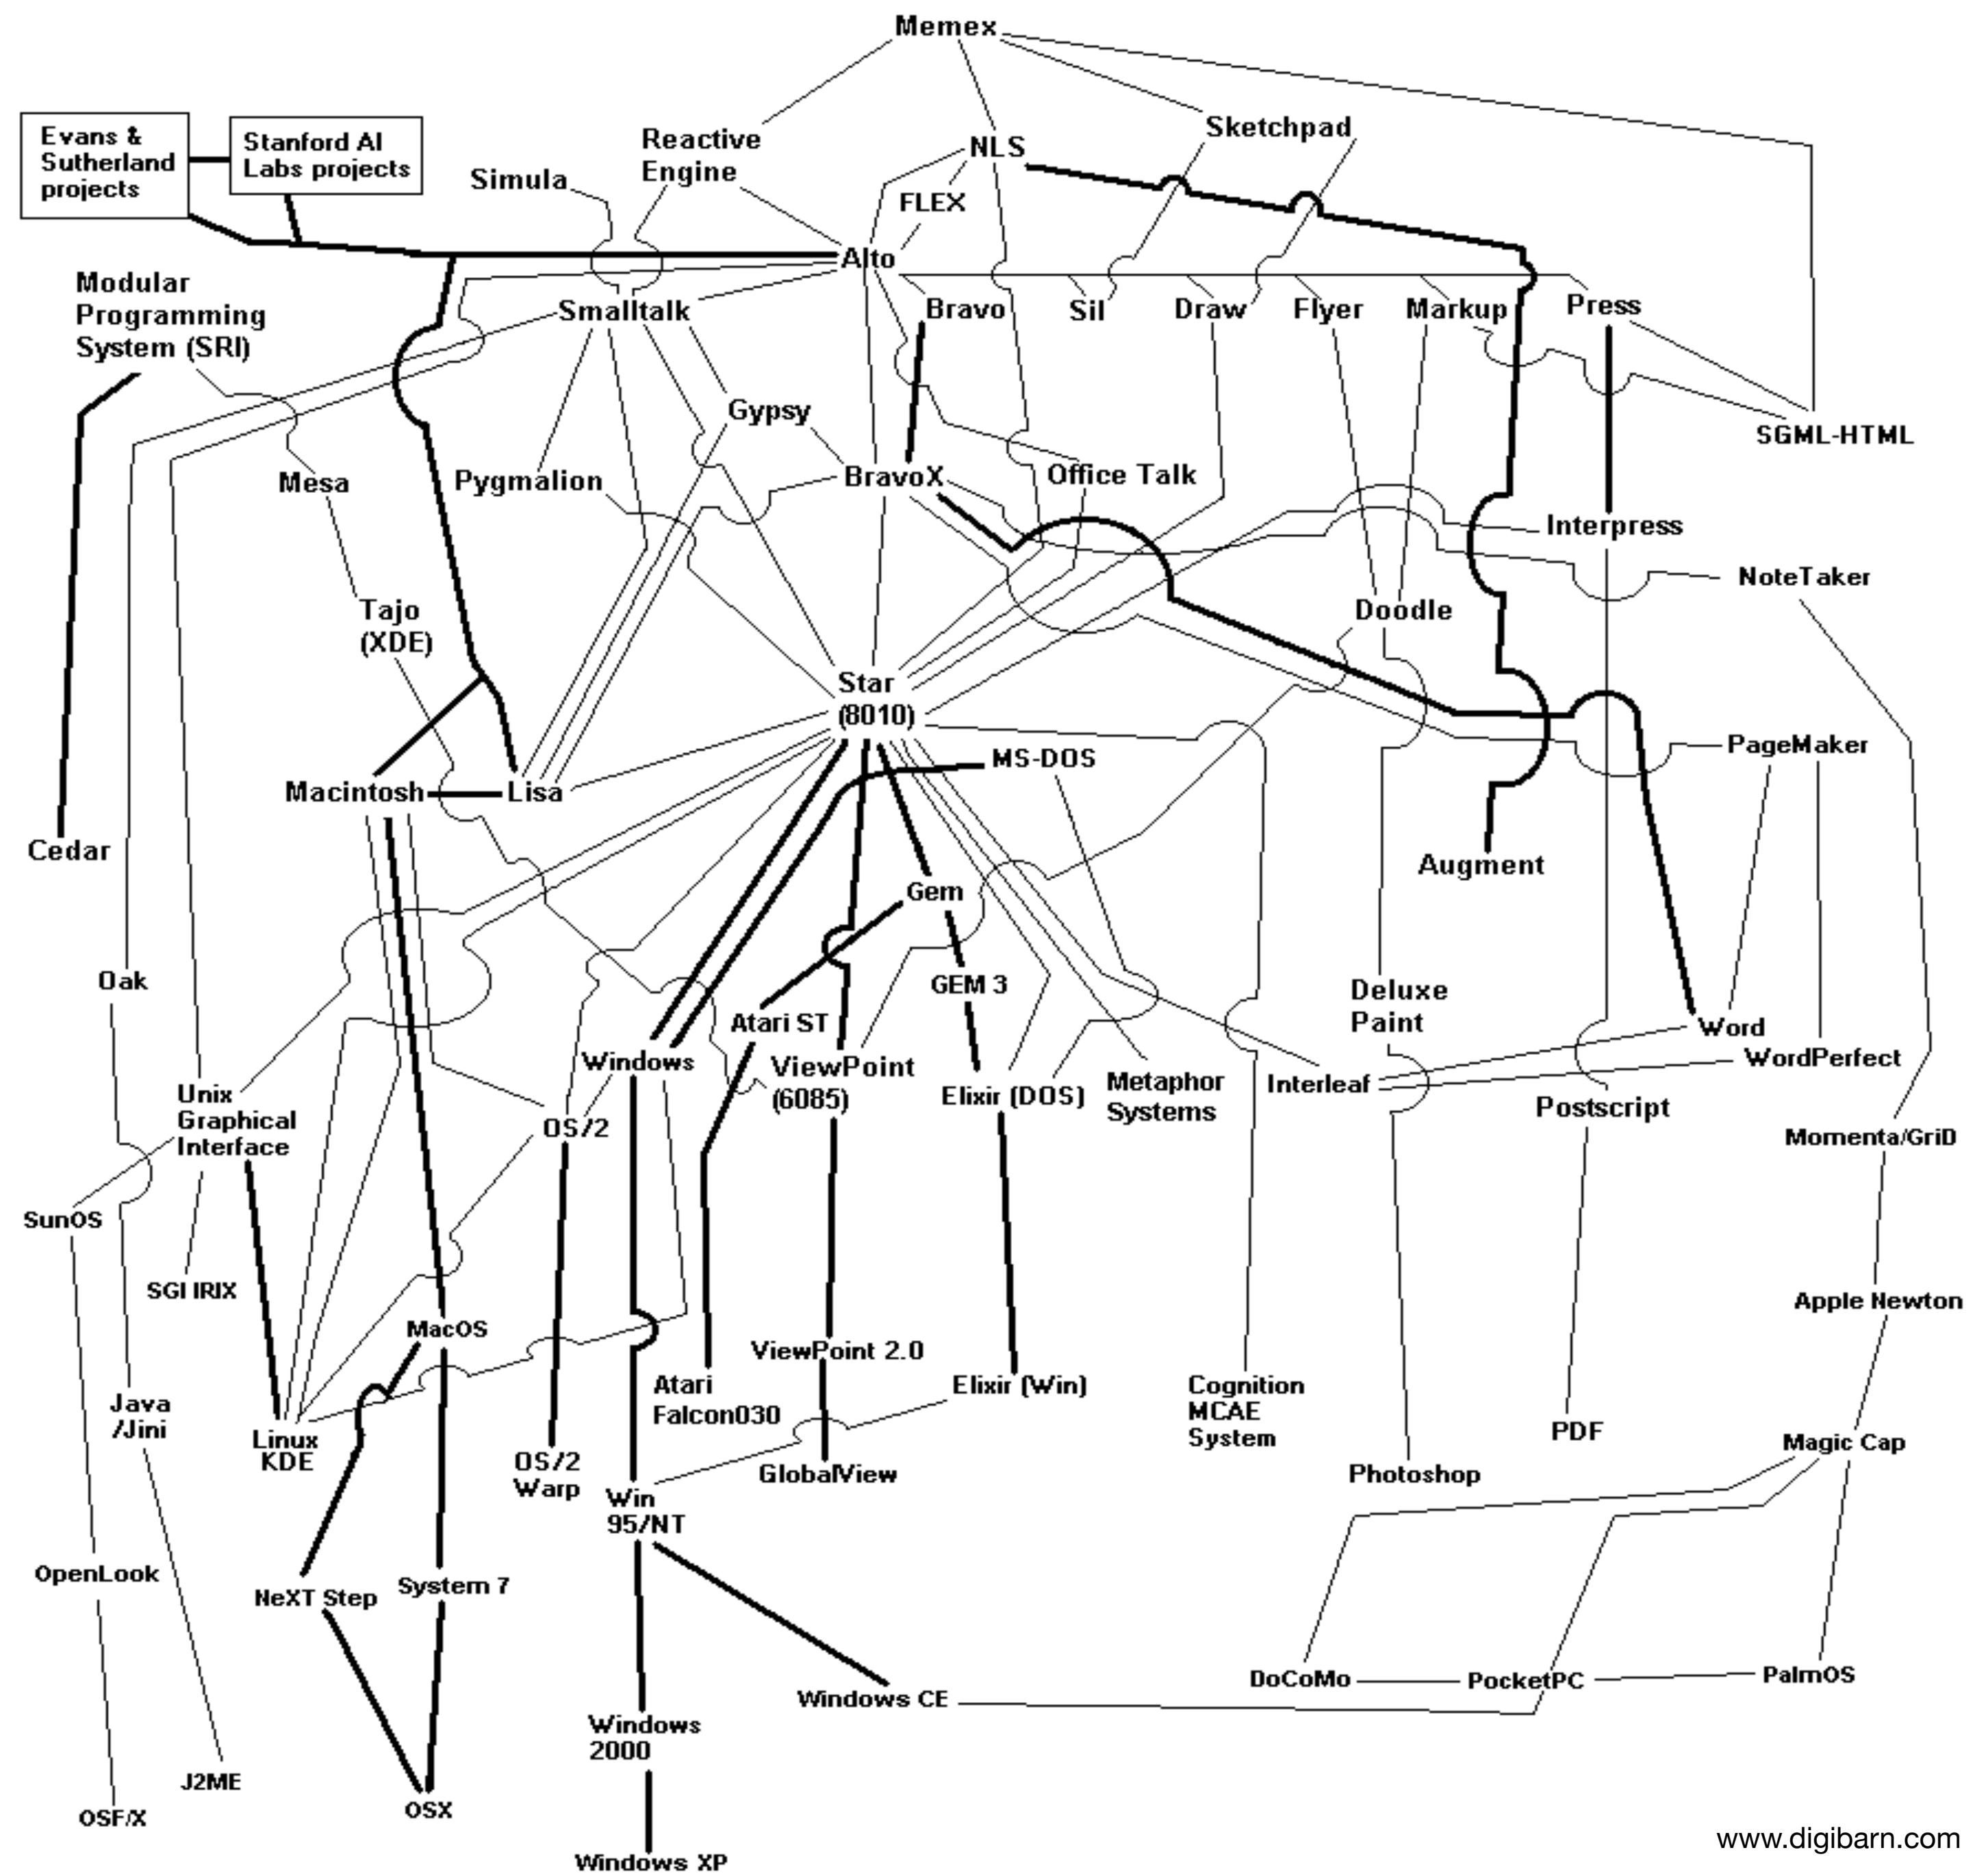 Memex
Evans &
Sutherland
projects
Stanford AI
Labs projects
Simula
Reactive
Engine
NLS
FLEX
Sketchpad
Alto
Modular
Programming
System (SRI)
Smalltalk
Bravo
Sil
Draw
Flyer
Markup
Press
Gypsy
SGML-HTML
Mesa
Pygmalion
BravoX
Office Talk
Interpress
NoteTaker
Tajo
(XDE)
Doodle
Star
(8010)
MS-DOS
PageMaker
Macintosh
Lisa
Cedar
Augment
Gem
Oak
GEM 3
Deluxe
Paint
Atari ST
Word
Windows
ViewPoint
(6085)
WordPerfect
Unix
Graphical
Interface
OS/2
Elixir (DOS)
Metaphor
Systems
Interleaf
Postscript
Momenta/GriD
SunOS
SGI IRIX
Apple Newton
MacOS
ViewPoint 2.0
Java
/Jini
Linux
KDE
Atari
Falcon030
Elixir (Win)
Cognition
MCAE
System
PDF
Magic Cap
OS/2
Warp
GlobalView
Photoshop
Win
95/NT
OpenLook
NeXT Step
System 7
Windows CE
DoCoMo
PocketPC
PalmOS
Windows
2000
J2ME
OSF/X
OSX
Windows XP
www.digibarn.com